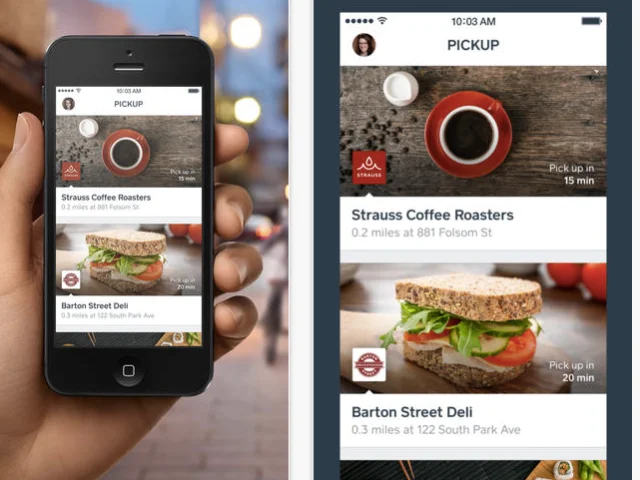 10:03 AM
PICKUP
STRAUSS
Pick up in
15 min
Strauss Coffee Roasters
0.2 miles at 881 Folsom St
Pick up in
20 min
Barton Street Deli
0.3 miles at 122 South Park Ave
10:03 AM
PICKUP
STRAUSS
Pick up in
15 min
Strauss Coffee Roasters
0.2 miles at 881 Folsom St
Pick up in
20 min
Barton Street Deli
0.3 miles at 122 South Park Ave